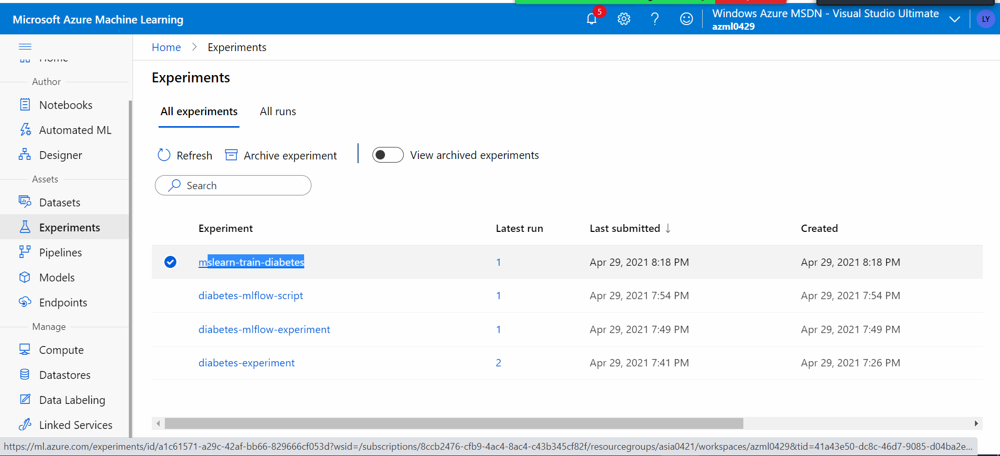 Microsoft Azure Machine Learning
5
Windows Azure MSDN - Visual Studio Ultimate
azml0429
LY
Home
Author
Notebooks
Automated ML
Designer
Assets
Datasets
Experiments
Pipelines
Models
Endpoints
Manage
Compute
Datastores
Data Labeling
Linked Services
Home > Experiments
Experiments
All experiments All runs
Refresh Archive experiment View archived experiments
Search
Experiment Latest run Last submitted ↓ Created
mslearn-train-diabetes 1 Apr 29, 2021 8:18 PM Apr 29, 2021 8:18 PM
diabetes-mlflow-script 1 Apr 29, 2021 7:54 PM Apr 29, 2021 7:54 PM
diabetes-mlflow-experiment 1 Apr 29, 2021 7:49 PM Apr 29, 2021 7:49 PM
diabetes-experiment 2 Apr 29, 2021 7:41 PM Apr 29, 2021 7:26 PM
https://ml.azure.com/experiments/id/a1c61571-a29c-42af-bb66-829666cf053d?wsid=/subscriptions/8ccb2476-cfb9-4ac4-8ac4-c43b345cf82f/resourcegroups/asia0421/workspaces/azml0429&tid=41a43e50-dc8c-46d7-9085-d04ba2e...